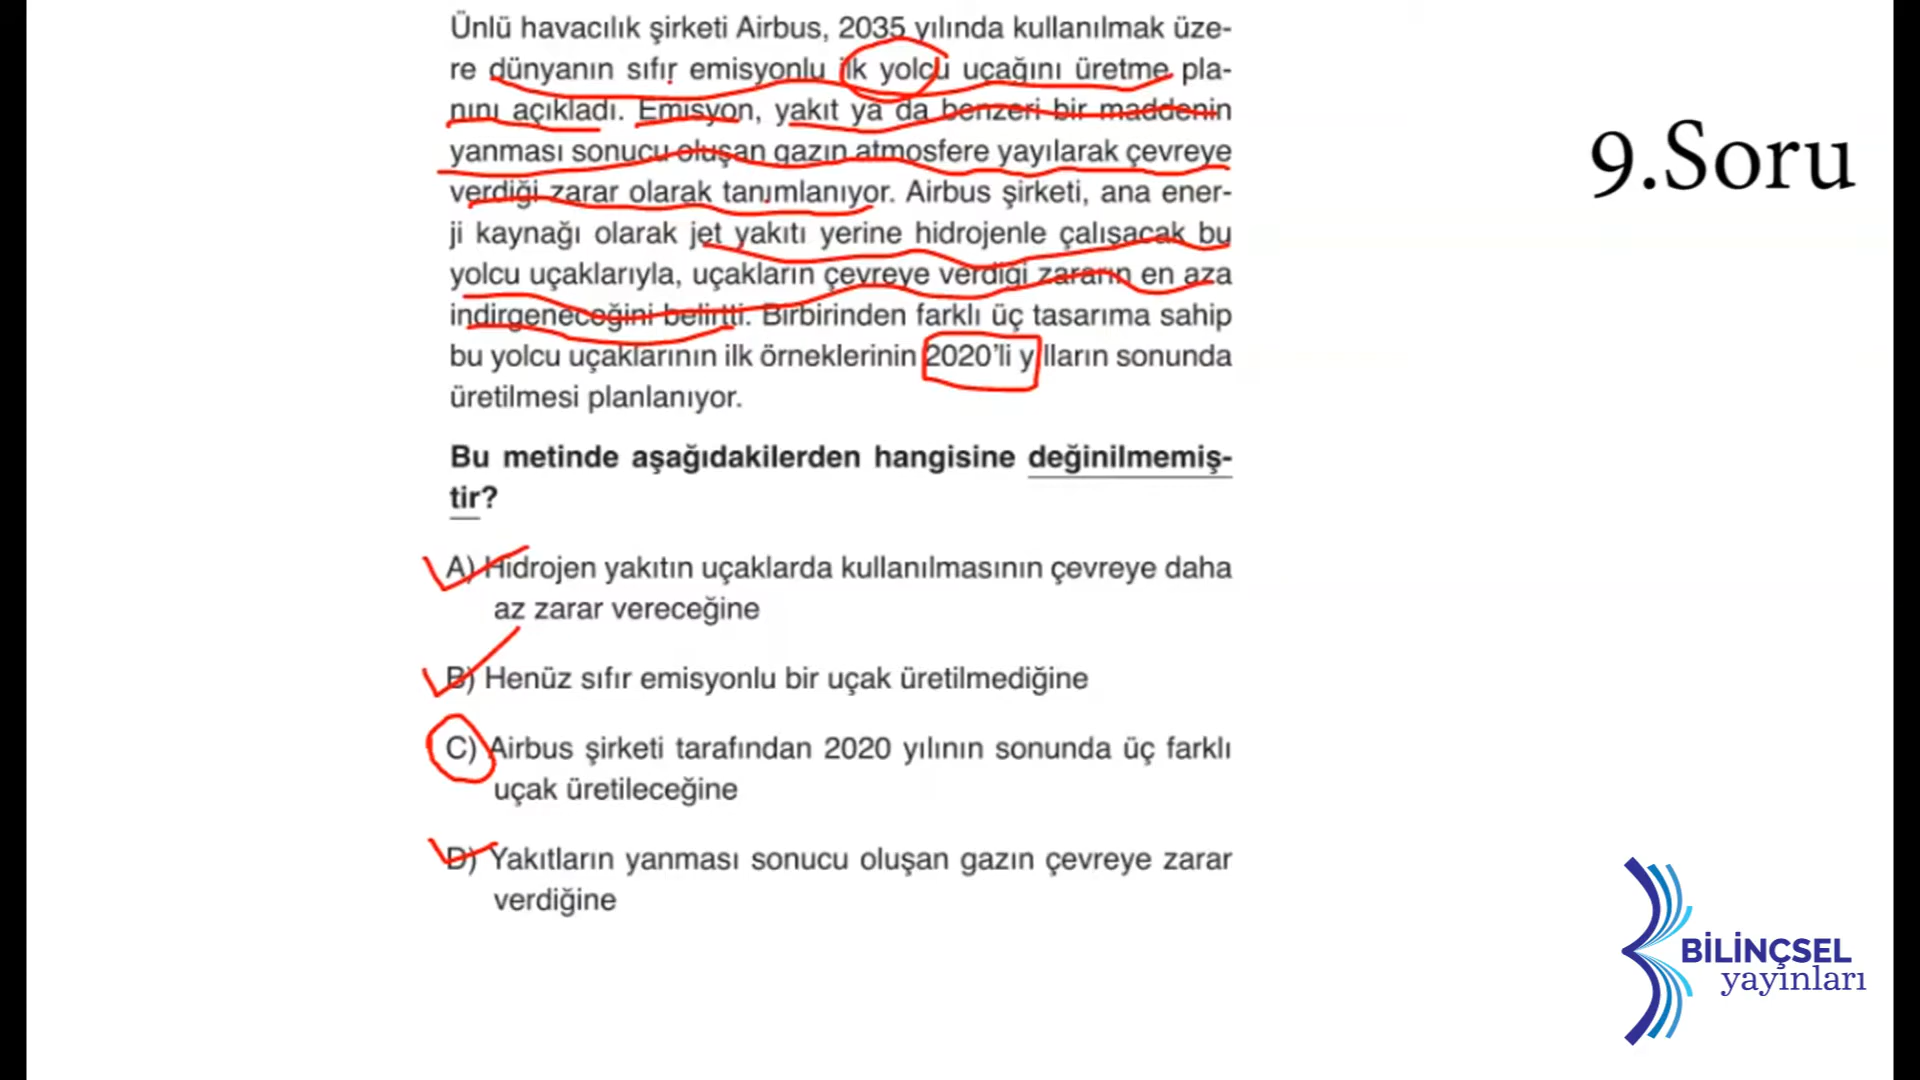 Ünlü havacılık şirketi Airbus, 2035 yılında kullanılmak üze-
re dünyanın sıfır emisyonlu ilk yolcu uçağını üretme pla-
nını açıkladı. Emisyon, yakıt ya da benzeri bir maddenin
yanması sonucu oluşan gazın atmosfere yayılarak çevreye
verdiği zarar olarak tanımlanıyor. Airbus şirketi, ana ener-
ji kaynağı olarak jet yakıtı yerine hidrojenle çalışacak bu
yolcu uçaklarıyla, uçakların çevreye verdiği zararın en aza
indirgeneceğini belirtti. Birbirinden farklı üç tasarıma sahip
bu yolcu uçaklarının ilk örneklerinin 2020'li yılların sonunda
üretilmesi planlanıyor.
Bu metinde aşağıdakilerden hangisine değinilmemiş-
tir?
A) Hidrojen yakıtın uçaklarda kullanılmasının çevreye daha
az zarar vereceğine
B) Henüz sıfır emisyonlu bir uçak üretilmediğine
C) Airbus şirketi tarafından 2020 yılının sonunda üç farklı
uçak üretileceğine
D) Yakıtların yanması sonucu oluşan gazın çevreye zarar
verdiğine
9.Soru
BİLİNÇSEL
yayınları